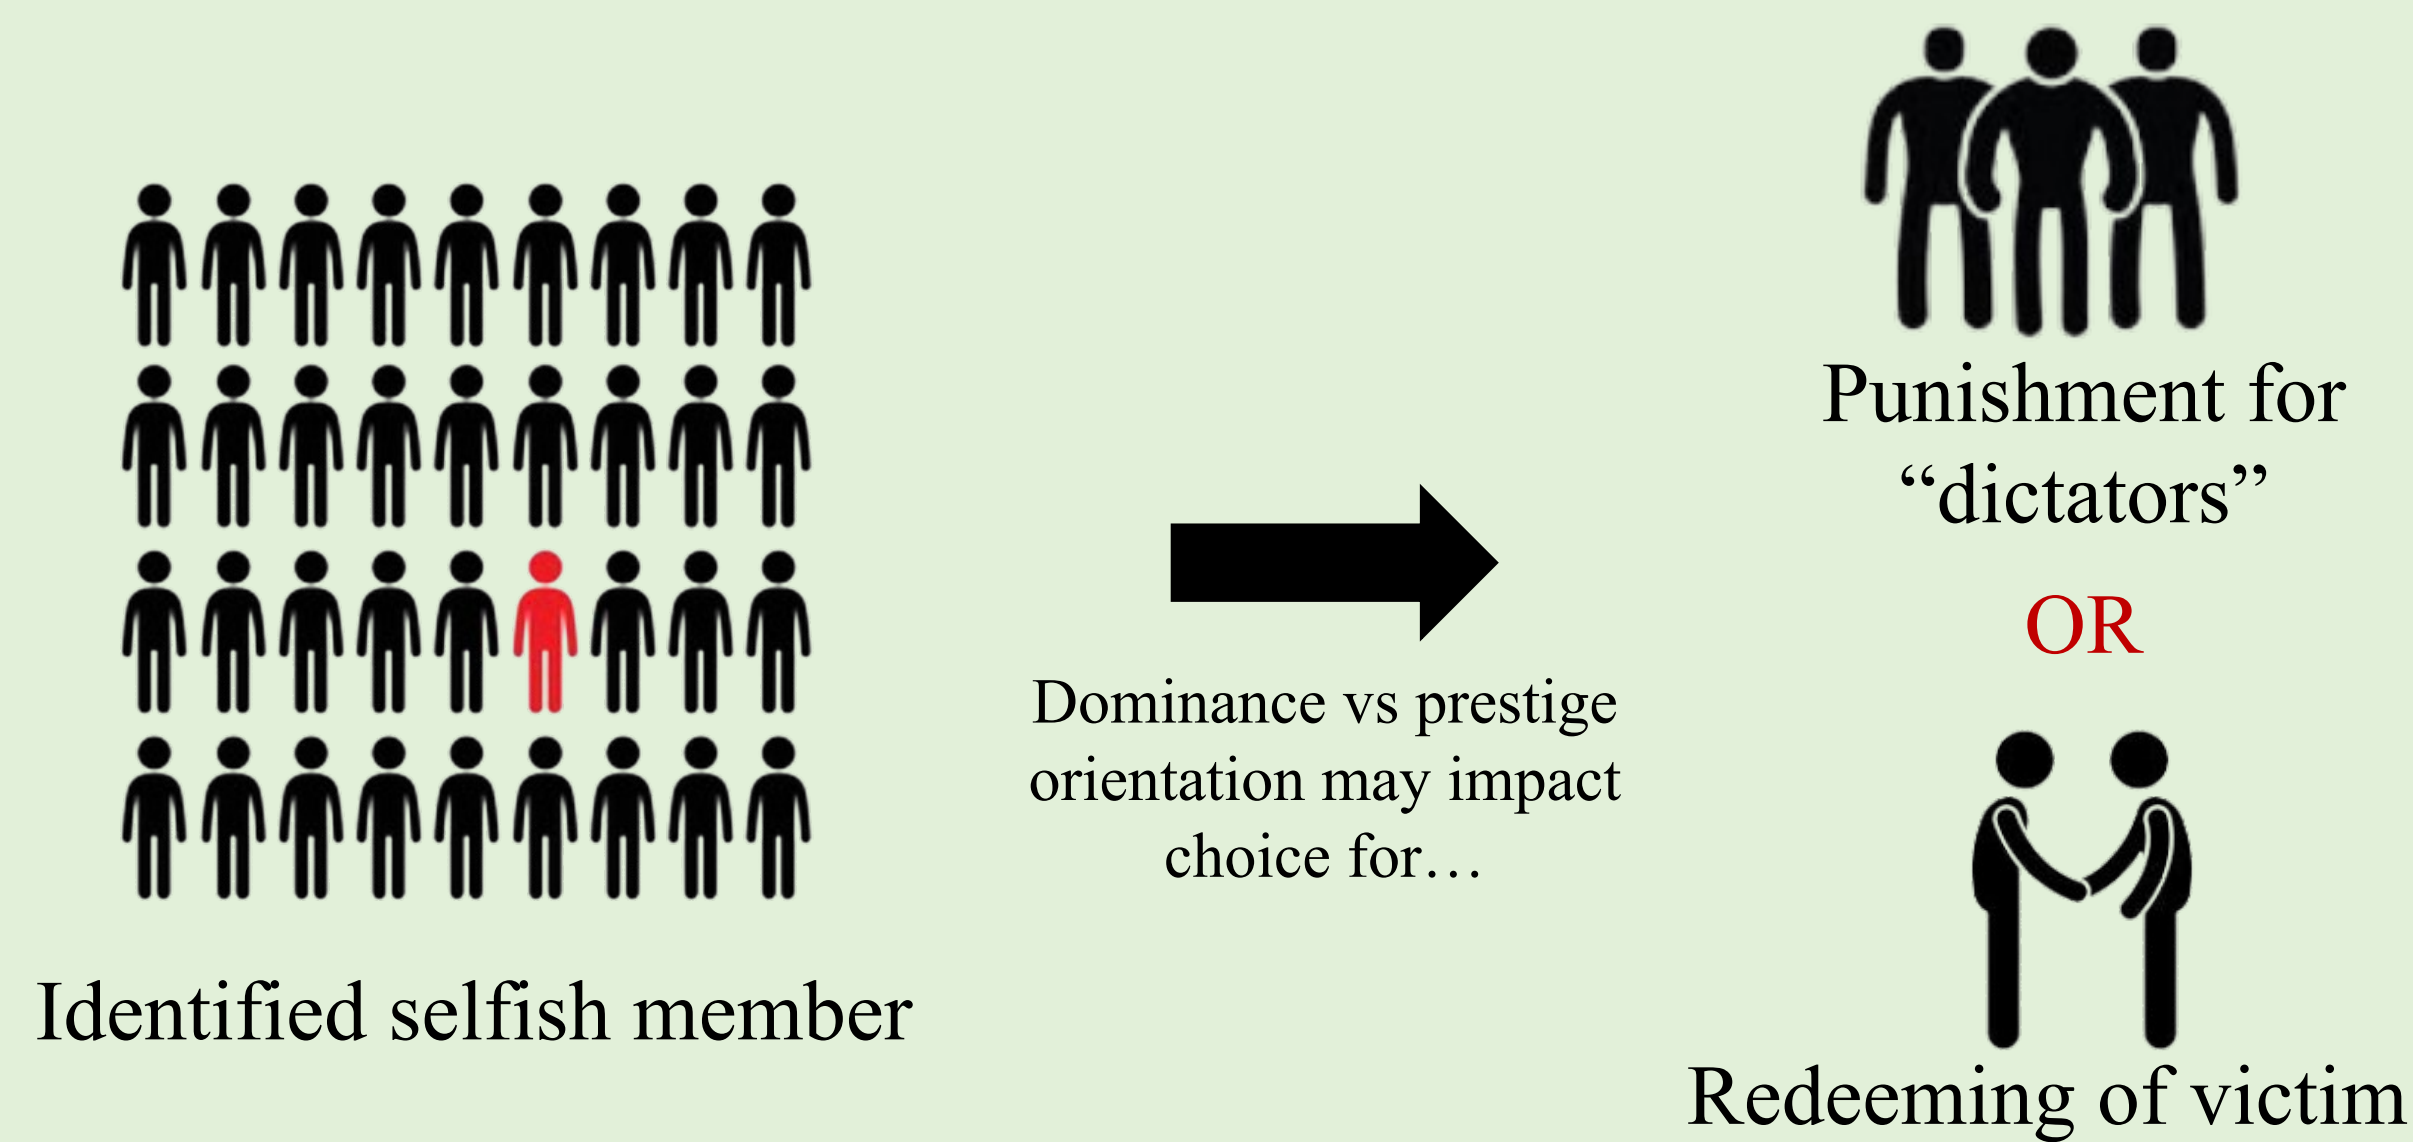 Identified selfish member
Dominance vs prestige
orientation may impact
choice for…
Punishment for
“dictators”
OR
Redeeming of victim